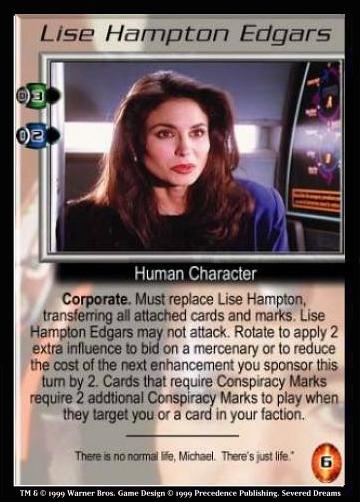 Lise Hampton Edgars
3
2
Human Character
Corporate. Must replace Lise Hampton,
transferring all attached cards and marks. Lise
Hampton Edgars may not attack. Rotate to apply 2
extra influence to bid on a mercenary or to reduce
the cost of the next enhancement you sponsor this
turn by 2. Cards that require Conspiracy Marks
require 2 addtional Conspiracy Marks to play when
they target you or a card in your faction.
There is no normal life, Michael.  There's just life."
6
TM & © 1999 Warner Bros. Game Design © 1999 Precedence Publishing. Severed Dreams